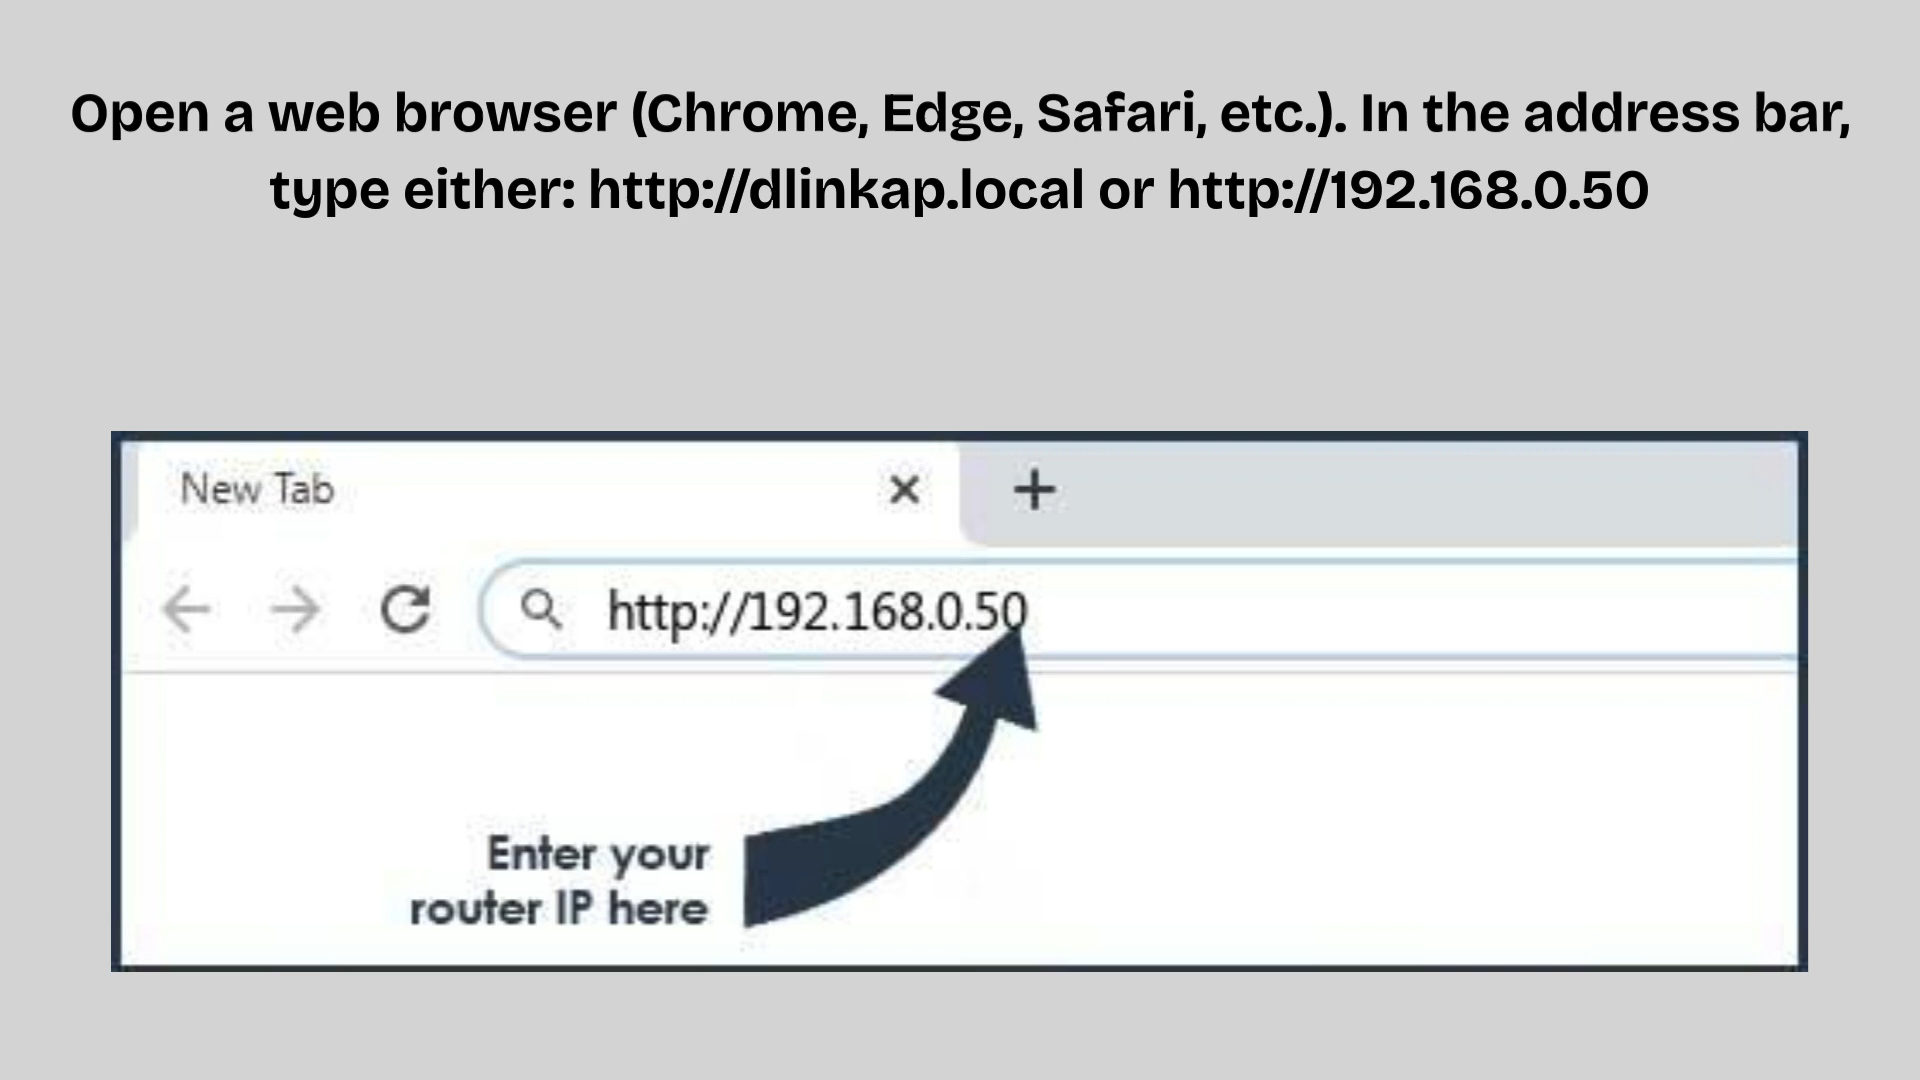 Open a web browser (Chrome, Edge, Safari, etc.). In the address bar,
type either: http://dlinkap.local or http://192.168.0.50
New Tab
http://192.168.0.50
Enter your
router IP here